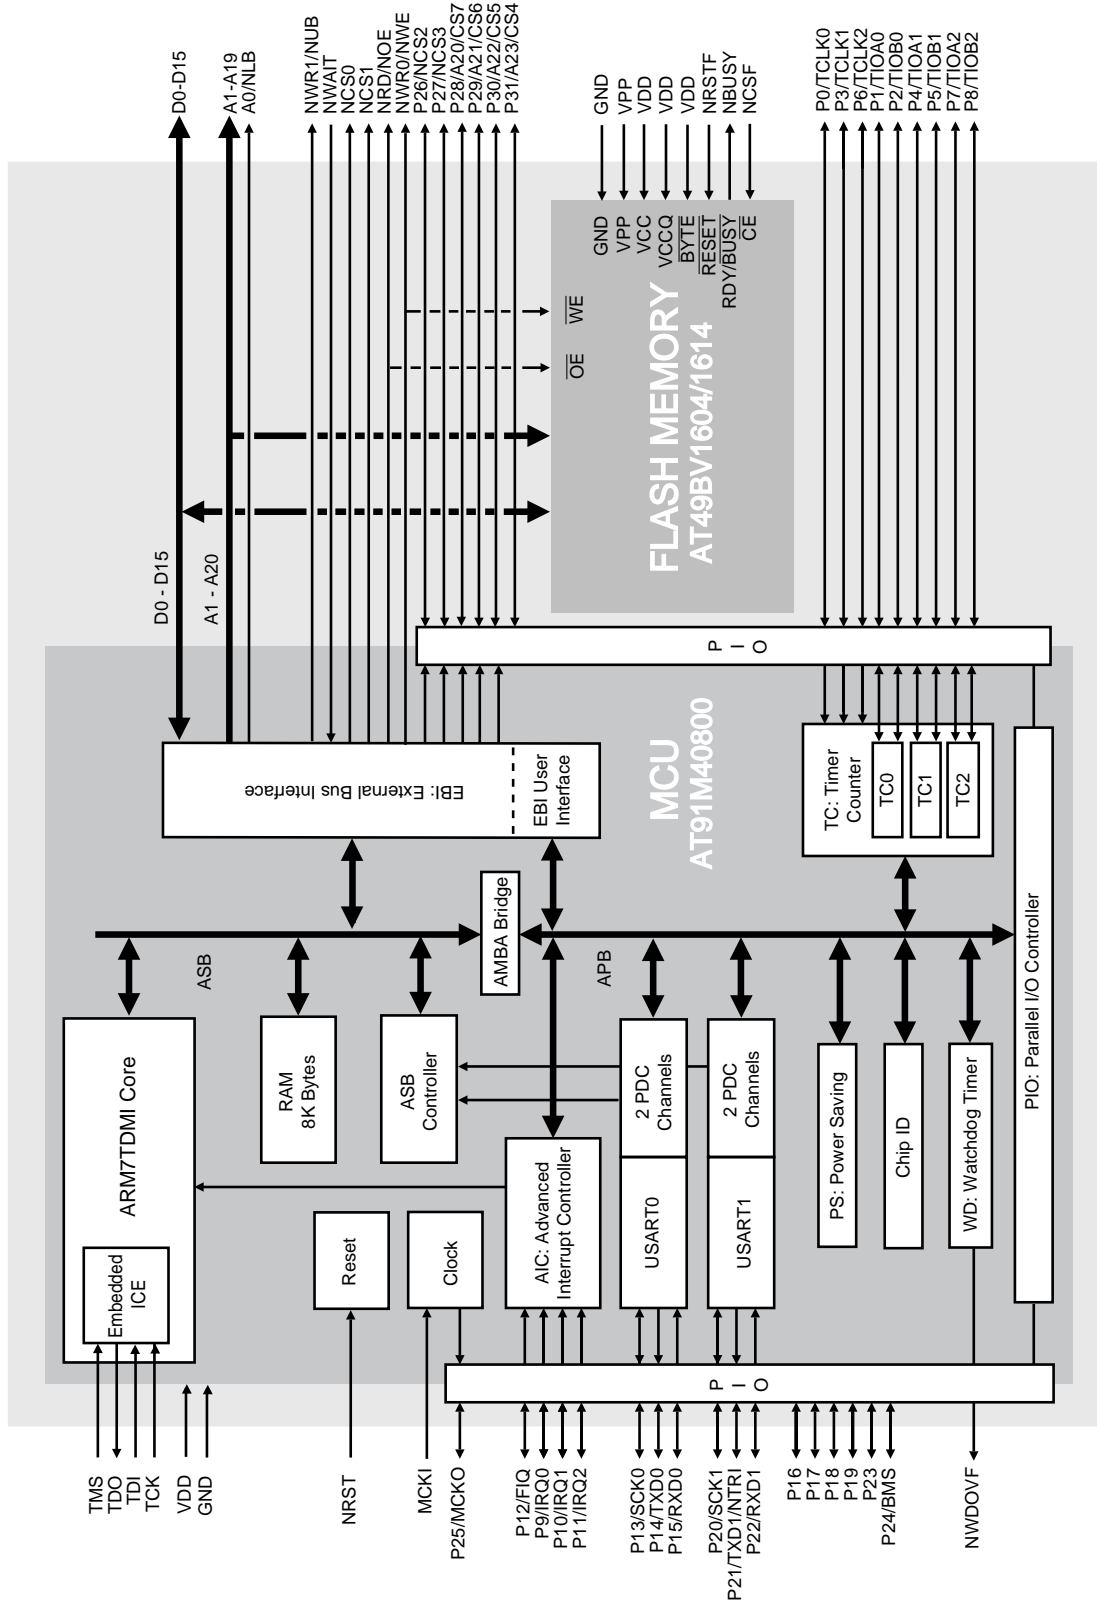 TMS
TDO
TDI
TCK
VDD
GND
NRST
MCKI
P25/MCKO
P12/FIQ
P9/IRQ0
P10/IRQ1
P11/IRQ2
P13/SCK0
P14/TXD0
P15/RXD0
P20/SCK1
P21/TXD1/NTRI
P22/RXD1
P16
P17
P18
P19
P23
P24/BMS
NWDOVF
PIO
Embedded
ICE
ARM7TDMI Core
Reset
Clock
AIC: Advanced
Interrupt Controller
USART0
USART1
2 PDC
Channels
2 PDC
Channels
RAM
8K Bytes
ASB
Controller
PS: Power Saving
Chip ID
WD: Watchdog Timer
PIO: Parallel I/O Controller
ASB
AMBA Bridge
APB
EBI: External Bus Interface
EBI User
Interface
MCU
AT91M40800
TC: Timer
Counter
TC0
TC1
TC2
PIO
D0 - D15
A1 - A20
FLASH MEMORY
AT49BV1604/1614
OE
WE
GND
VPP
VCC
VCCQ
BYTE
RESET
RDY/BUSY
CE
D0-D15
A1-A19
A0/NLB
NWR1/NUB
NWAIT
NCS0
NCS1
NRD/NOE
NWR0/NWE
P26/NCS2
P27/NCS3
P28/A20/CS7
P29/A21/CS6
P30/A22/CS5
P31/A23/CS4
GND
VPP
VDD
VDD
VDD
NRSTF
NBUSY
NCSF
P0/TCLK0
P3/TCLK1
P6/TCLK2
P1/TIOA0
P2/TIOB0
P4/TIOA1
P5/TIOB1
P7/TIOA2
P8/TIOB2